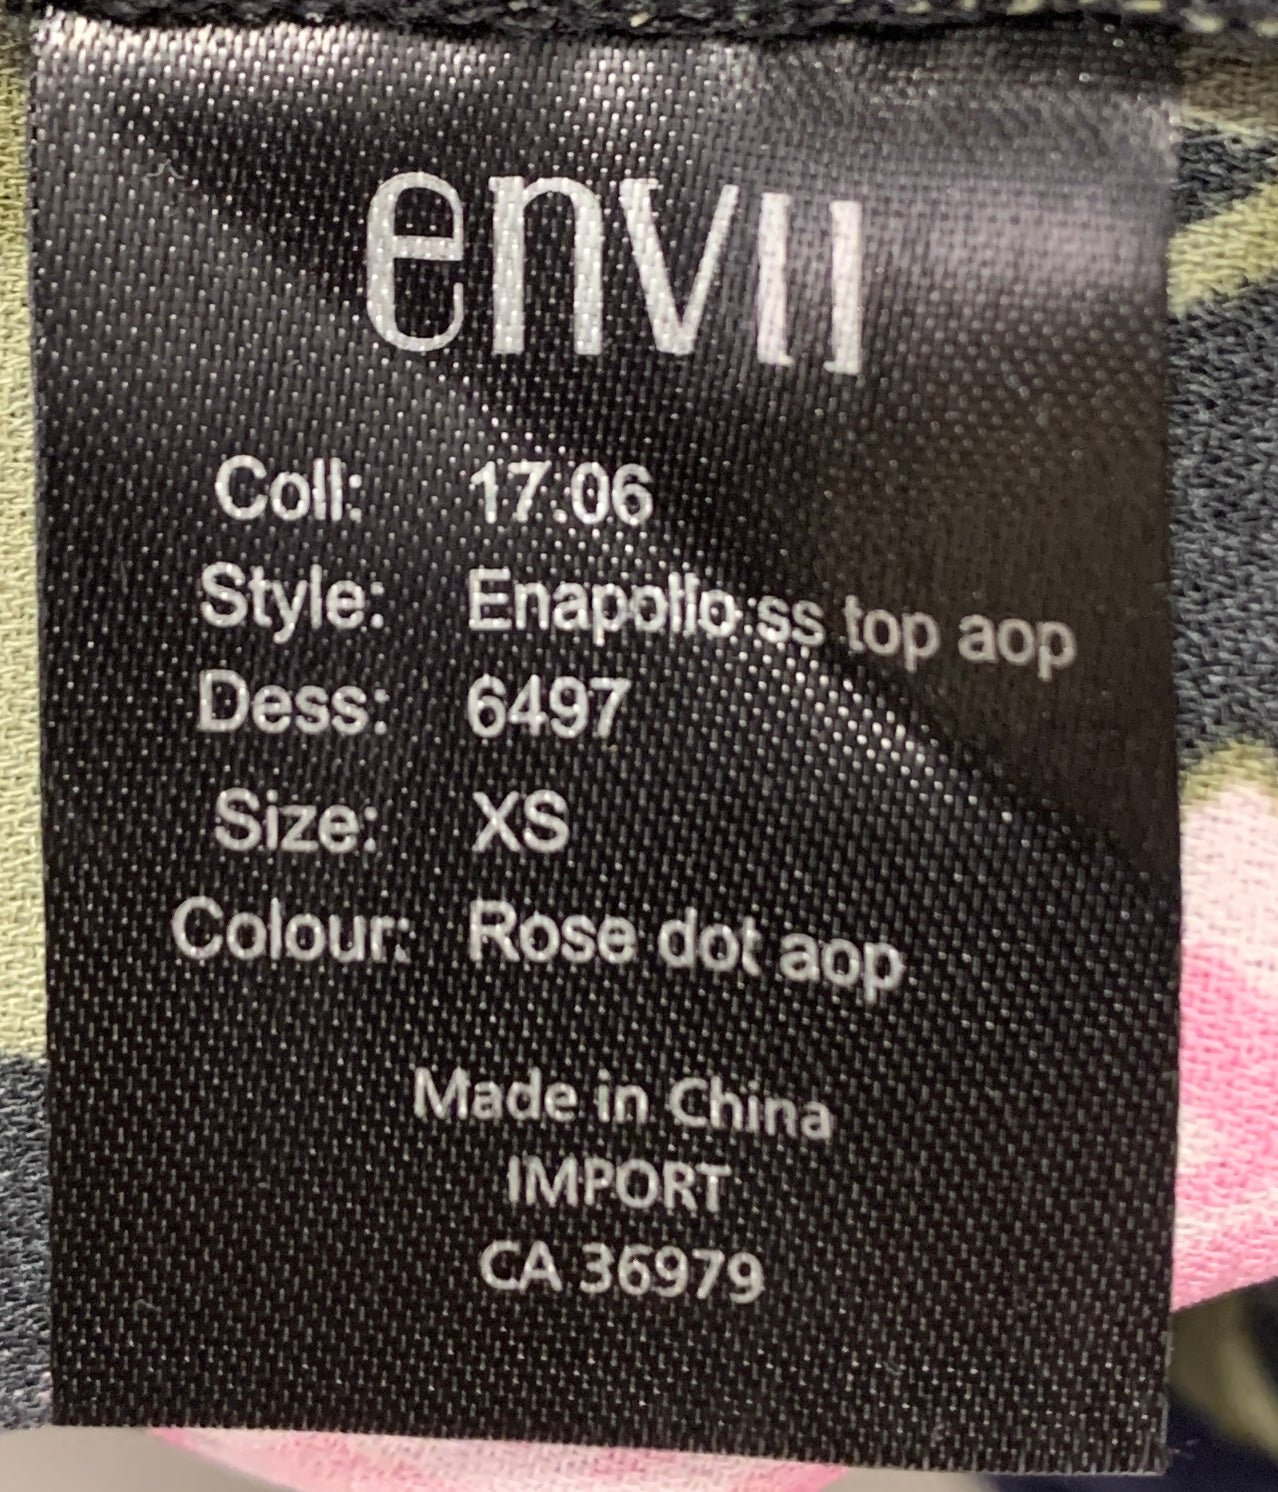 envii
Coll: 17.06
Style: Enapollo ss top aop
Dess: 6497
Size: XS
Colour: Rose dot aop
Made in China
IMPORT
CA 36979